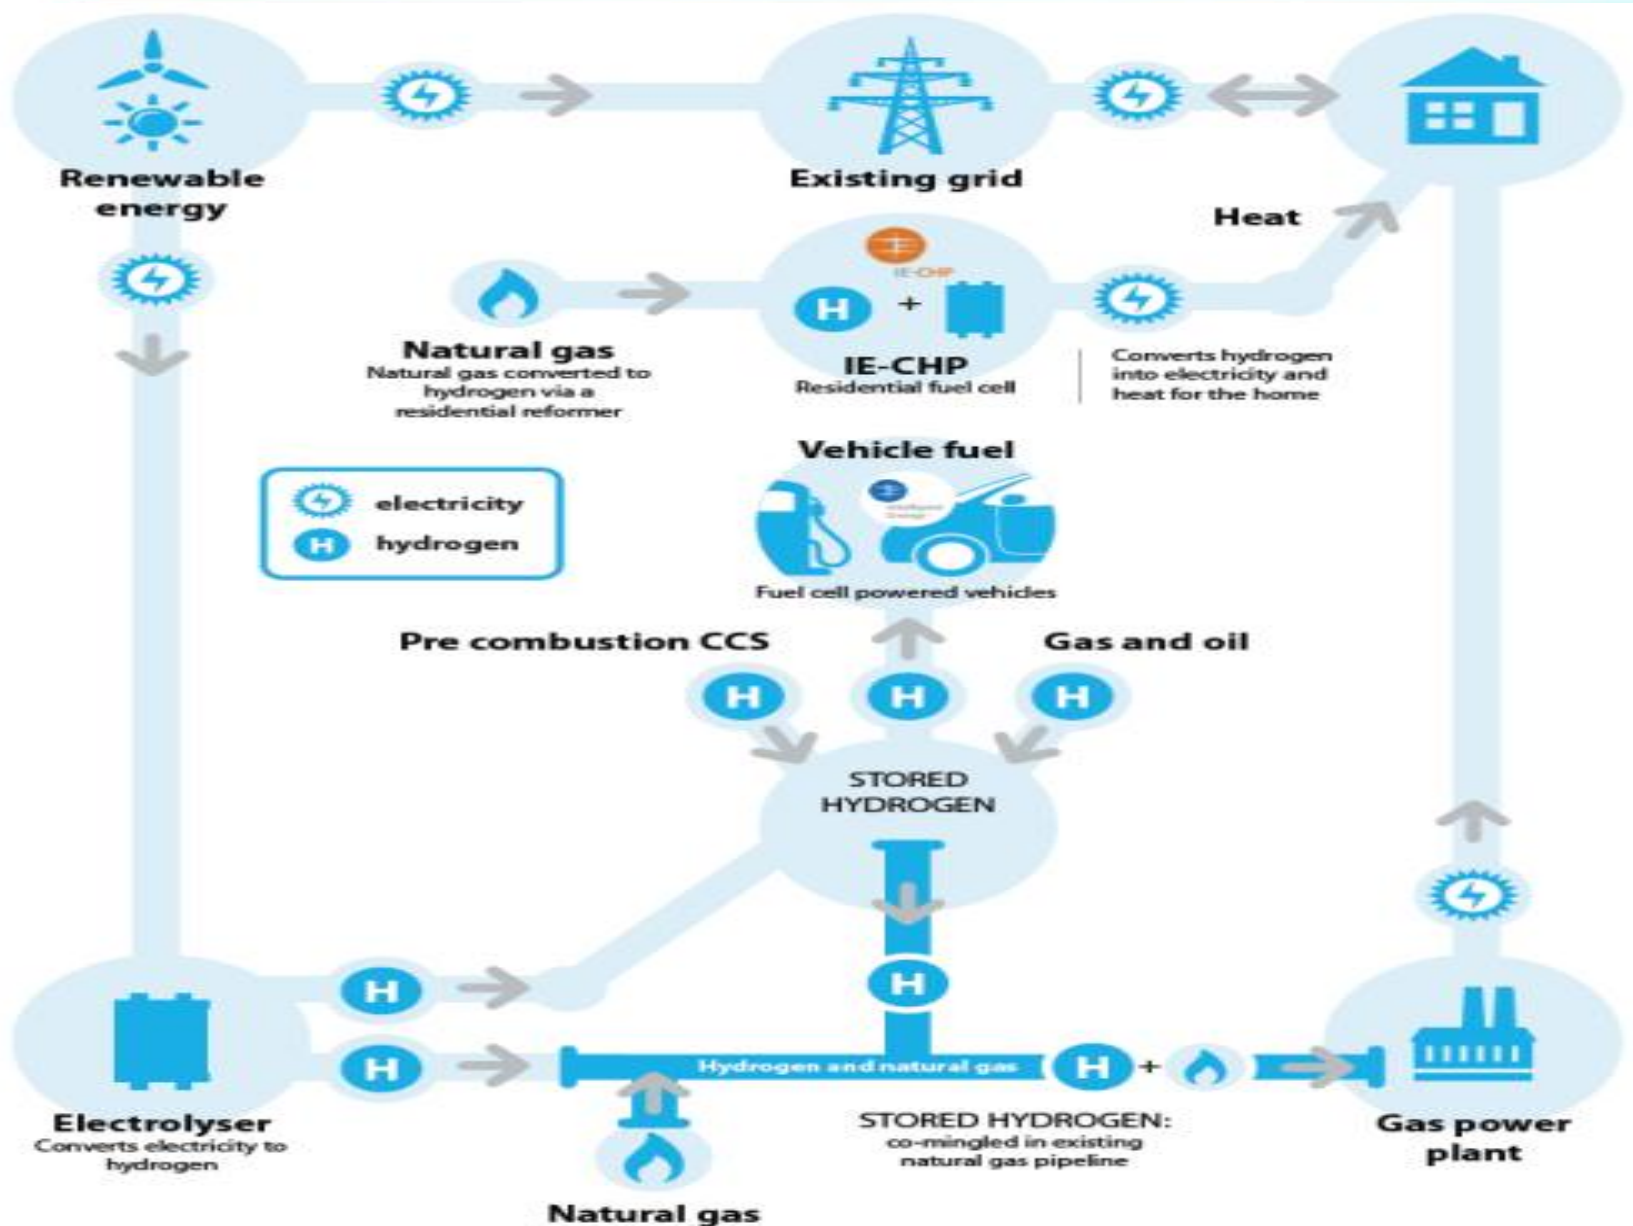 Renewable
energy
Existing grid
Heat
IE-CHP
H
+
Natural gas
Natural gas converted to
hydrogen via a
residential reformer
IE-CHP
Residential fuel cell
Converts hydrogen
into electricity and
heat for the home
electricity
H hydrogen
Vehicle fuel
Fuel cell powered vehicles
Pre combustion CCS
Gas and oil
H
H
H
STORED
HYDROGEN
H
H
H
Hydrogen and natural gas
H +
Electrolyser
Converts electricity to
hydrogen
STORED HYDROGEN:
co-mingled in existing
natural gas pipeline
Gas power
plant
Natural gas